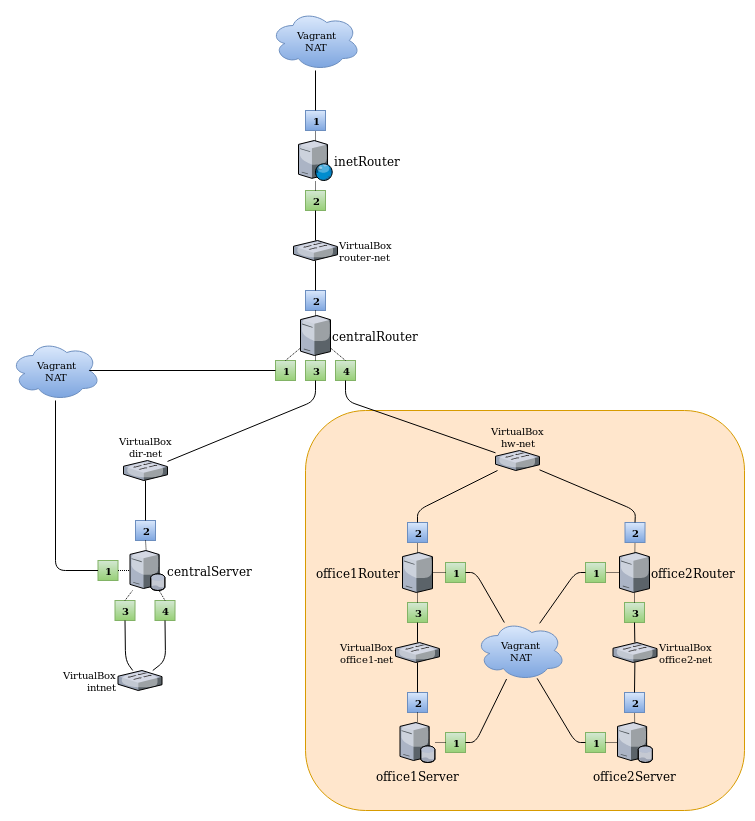 Vagrant
NAT
1
inetRouter
2
VirtualBox
router-net
2
centralRouter
Vagrant
NAT
1
3
4
VirtualBox
dir-net
VirtualBox
hw-net
2
2
2
1
centralServer
office1Router
1
1
office2Router
3
4
3
3
VirtualBox
office1-net
Vagrant
NAT
VirtualBox
office2-net
VirtualBox
intnet
2
2
1
1
office1Server
office2Server